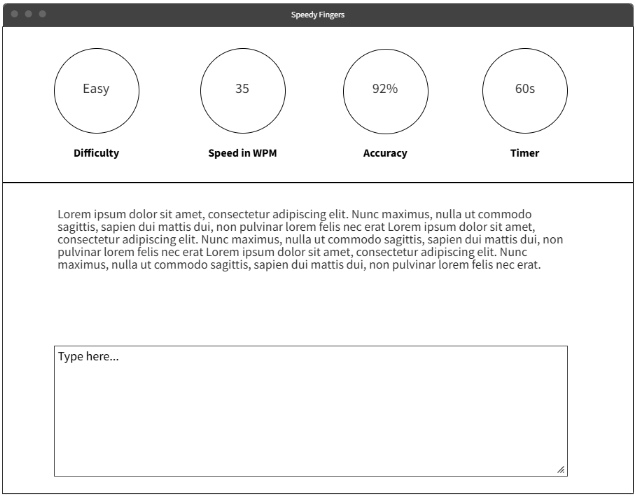 Speedy Fingers
Easy
35
92%
60s
Difficulty
Speed in WPM
Accuracy
Timer
Lorem ipsum dolor sit amet, consectetur adipiscing elit. Nunc maximus, nulla ut commodo
sagittis, sapien dui mattis dui, non pulvinar lorem felis nec erat Lorem ipsum dolor sit amet,
consectetur adipiscing elit. Nunc maximus, nulla ut commodo sagittis, sapien dui mattis dui, non
pulvinar lorem felis nec erat Lorem ipsum dolor sit amet, consectetur adipiscing elit. Nunc
maximus, nulla ut commodo sagittis, sapien dui mattis dui, non pulvinar lorem felis nec erat.
Type here...